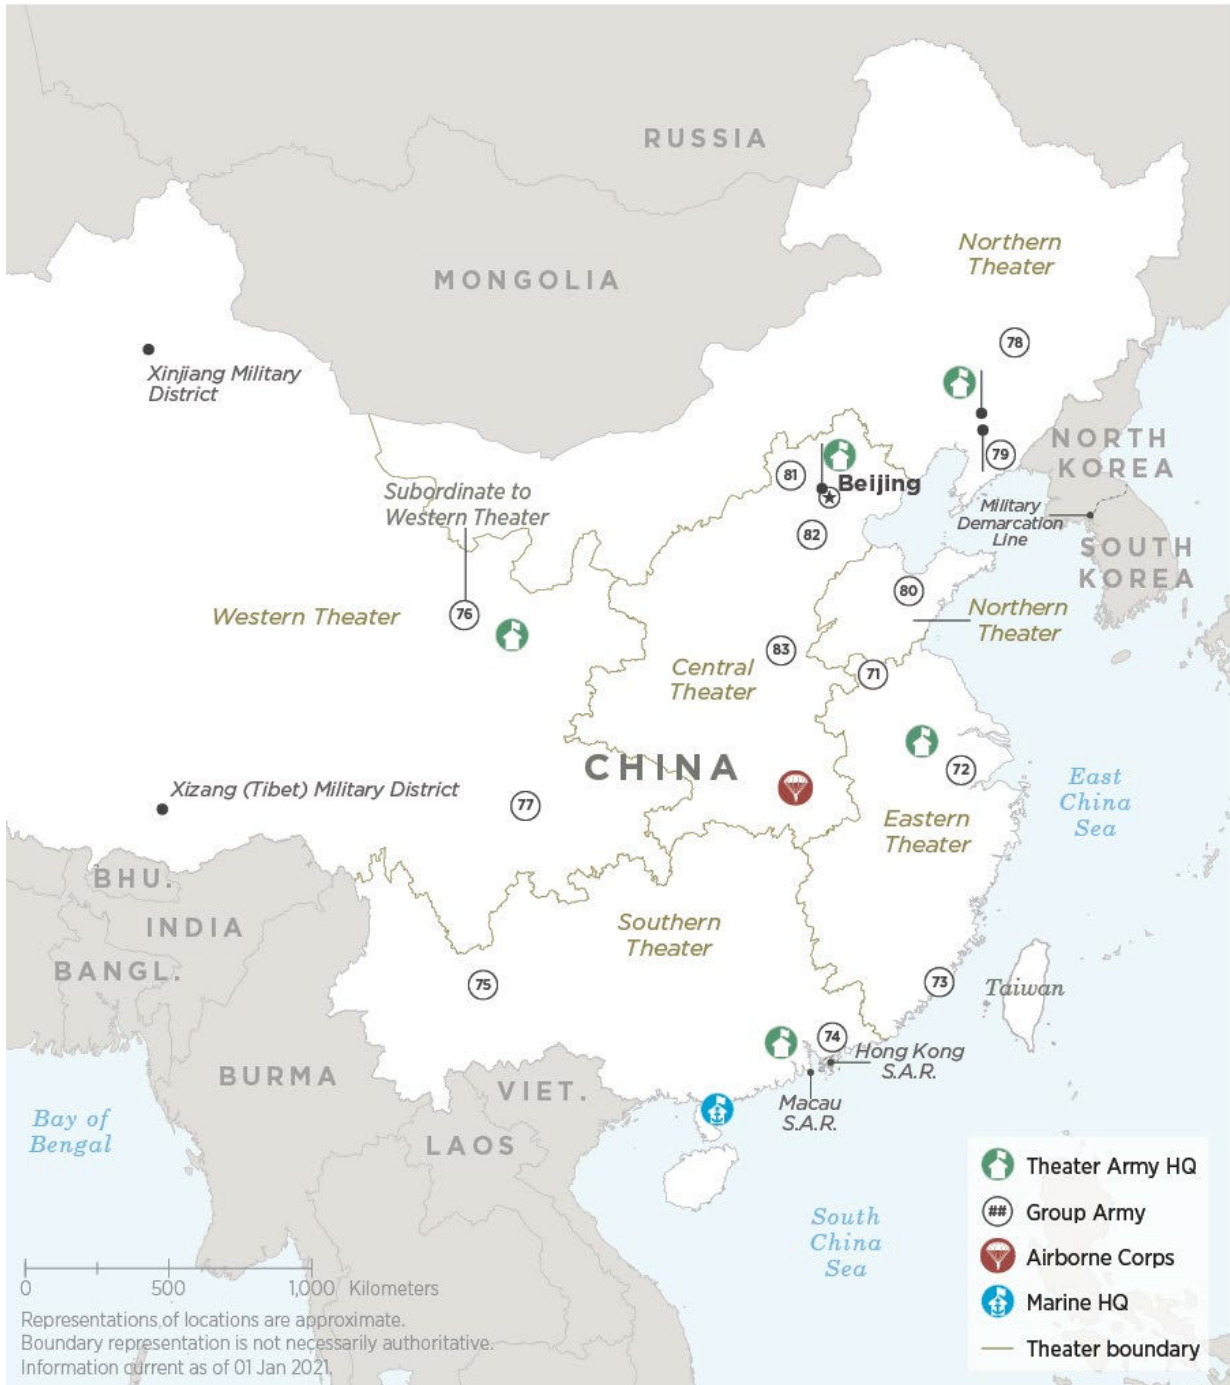 RUSSIA
MONGOLIA
Northern
Theater
78
Xinjiang Military
District
NORTH
KOREA
79
81
Beijing
Subordinate to
Western Theater
82
Military
Demarcation
Line
SOUTH
KOREA
80
Western Theater
76
Northern
Theater
83
Central
Theater
71
CHINA
72
East
China
Sea
Xizang (Tibet) Military District
77
Eastern
Theater
BHU.
INDIA
Southern
Theater
BANGL.
75
73
Taiwan
74
Hong Kong
S.A.R.
BURMA
VIET.
Macau
S.A.R.
Bay of
Bengal
LAOS
South
China
Sea
Theater Army HQ
## Group Army
Airborne Corps
Marine HQ
Theater boundary
0 500 1,000 Kilometers
Representations of locations are approximate.
Boundary representation is not necessarily authoritative.
Information current as of 01 Jan 2021.